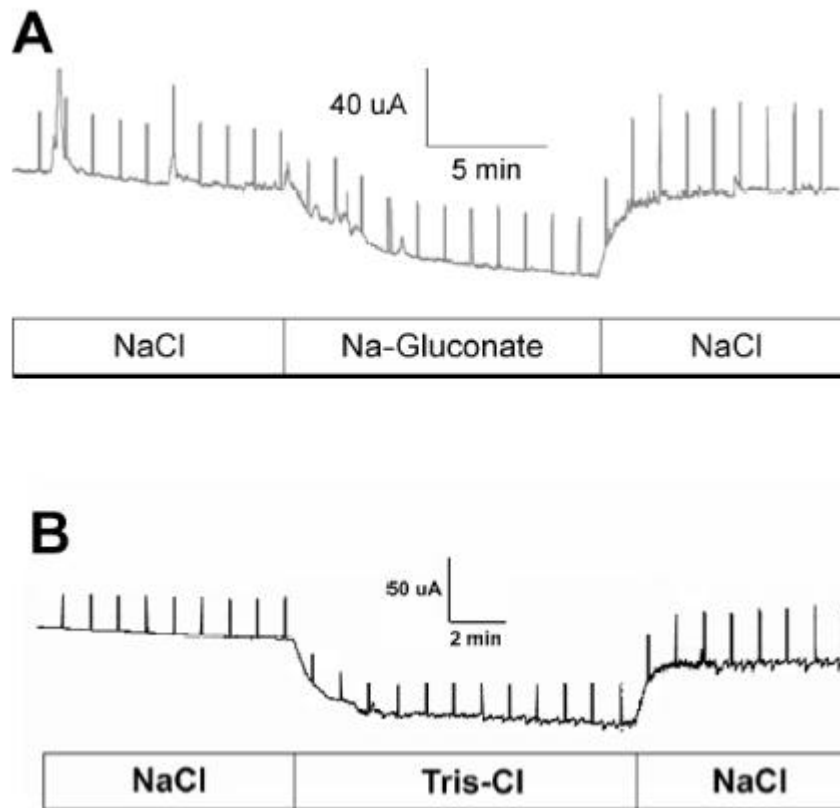 A
40 uA
5 min
NaCl
Na-Gluconate
NaCl
B
50 uA
2 min
NaCl
Tris-Cl
NaCl